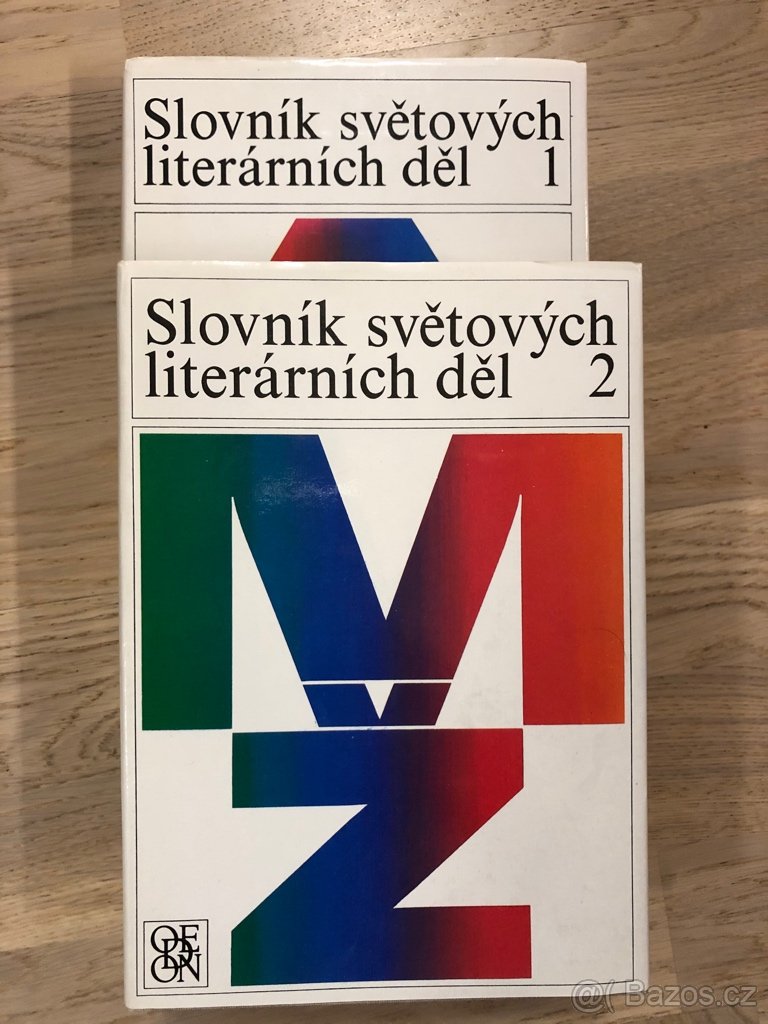 Slovník světových
literárních děl 1
Slovník světových
literárních děl 2
M
Ž
ODEON
@( Bazos.cz